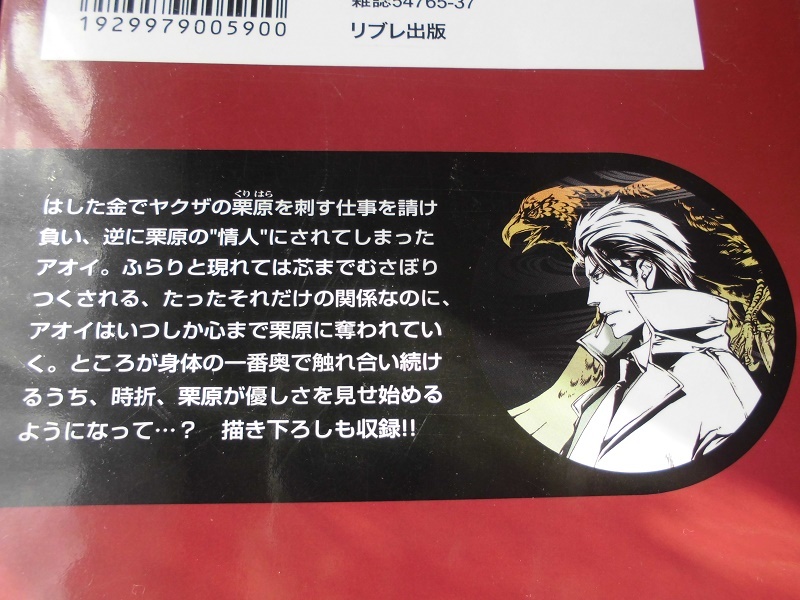 雑誌54765-37
1929979005900
リブレ出版
くり はら
はした金でヤクザの栗原を刺す仕事を請け
負い、逆に栗原の"情人"にされてしまった
アオイ。ふらりと現れては芯までむさぼり
つくされる、たったそれだけの関係なのに、
アオイはいつしか心まで栗原に奪われてい
く。ところが身体の一番奥で触れ合い続け
るうち、時折、栗原が優しさを見せ始める
ようになって…？　描き下ろしも収録!!